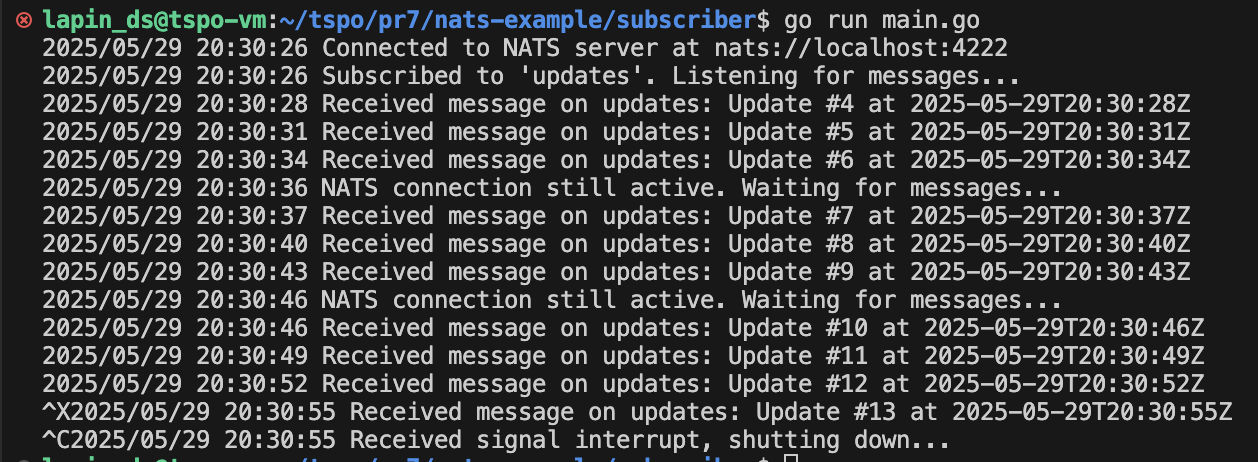 lapin_ds@tspo-vm:~/tspo/pr7/nats-example/subscriber$ go run main.go
2025/05/29 20:30:26 Connected to NATS server at nats://localhost:4222
2025/05/29 20:30:26 Subscribed to 'updates'. Listening for messages...
2025/05/29 20:30:28 Received message on updates: Update #4 at 2025-05-29T20:30:28Z
2025/05/29 20:30:31 Received message on updates: Update #5 at 2025-05-29T20:30:31Z
2025/05/29 20:30:34 Received message on updates: Update #6 at 2025-05-29T20:30:34Z
2025/05/29 20:30:36 NATS connection still active. Waiting for messages...
2025/05/29 20:30:37 Received message on updates: Update #7 at 2025-05-29T20:30:37Z
2025/05/29 20:30:40 Received message on updates: Update #8 at 2025-05-29T20:30:40Z
2025/05/29 20:30:43 Received message on updates: Update #9 at 2025-05-29T20:30:43Z
2025/05/29 20:30:46 NATS connection still active. Waiting for messages...
2025/05/29 20:30:46 Received message on updates: Update #10 at 2025-05-29T20:30:46Z
2025/05/29 20:30:49 Received message on updates: Update #11 at 2025-05-29T20:30:49Z
2025/05/29 20:30:52 Received message on updates: Update #12 at 2025-05-29T20:30:52Z
^X2025/05/29 20:30:55 Received message on updates: Update #13 at 2025-05-29T20:30:55Z
^C2025/05/29 20:30:55 Received signal interrupt, shutting down...
lapin_ds@tspo-vm:~/tspo/pr7/nats-example/subscriber$